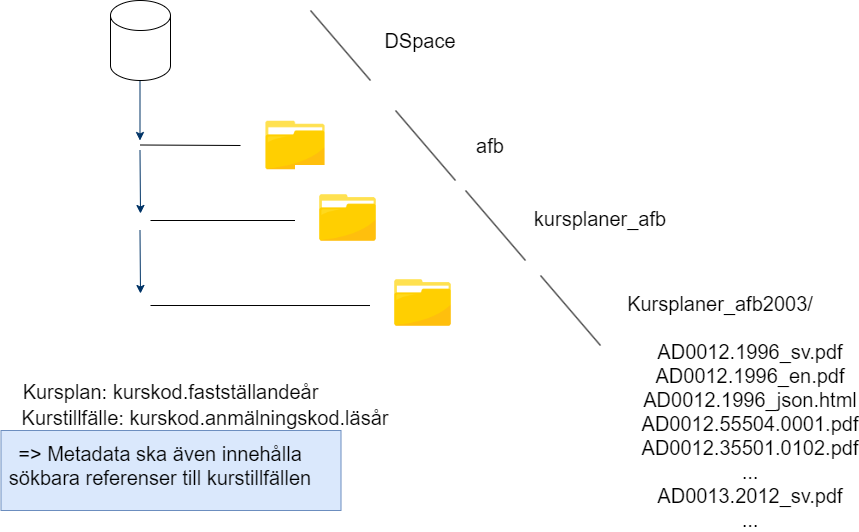 DSpace
afb
kursplaner_afb
Kursplaner_afb2003/
AD0012.1996_sv.pdf
AD0012.1996_en.pdf
AD0012.1996_json.html
AD0012.55504.0001.pdf
AD0012.35501.0102.pdf
...
AD0013.2012_sv.pdf
...
Kursplan: kurskod.fastställandeår
Kurstillfälle: kurskod.anmälningskod.läsår
=> Metadata ska även innehålla
sökbara referenser till kurstillfällen